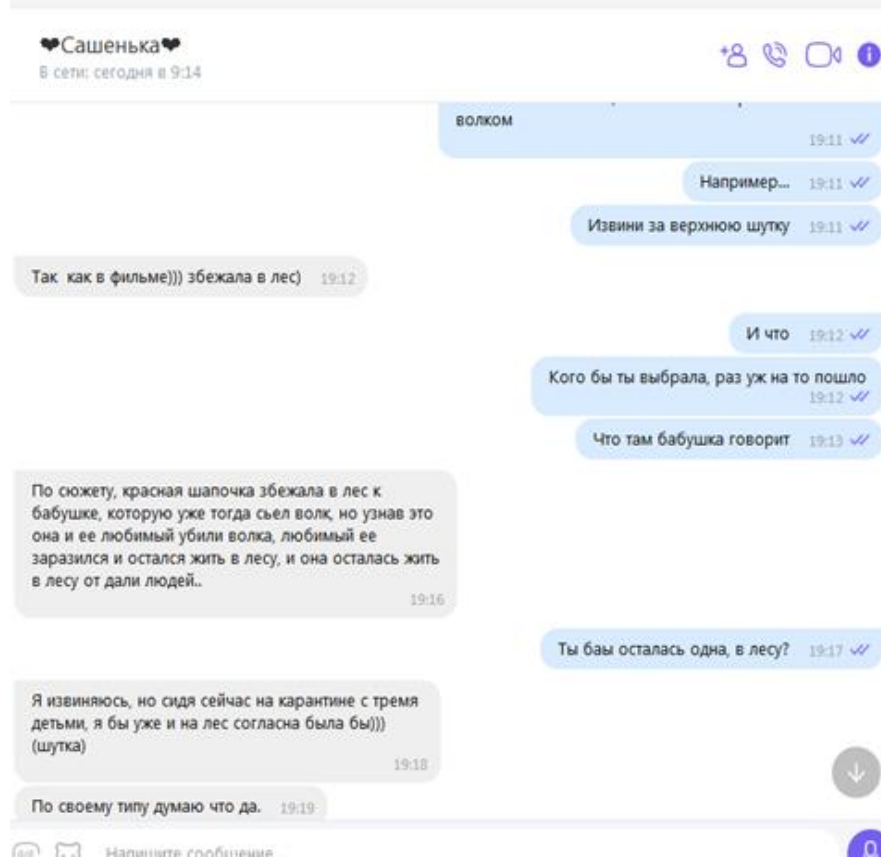 ❤Сашенька❤
В сети: сегодня в 9:14
волком
19:11
Например... 19:11
Извини за верхнюю шутку 19:11
Так как в фильме))) збежала в лес) 19:12
И что 19:12
Кого бы ты выбрала, раз уж на то пошло
19:12
Что там бабушка говорит 19:13
По сюжету, красная шапочка збежала в лес к
бабушке, которую уже тогда сьел волк, но узнав это
она и ее любимый убили волка, любимый ее
заразился и остался жить в лесу, и она осталась жить
в лесу от дали людей..
19:16
Ты баы осталась одна, в лесу? 19:17
Я извиняюсь, но сидя сейчас на карантине с тремя
детьми, я бы уже и на лес согласна была бы)))
(шутка)
19:18
По своему типу думаю что да. 19:19
Напишите сообщение...